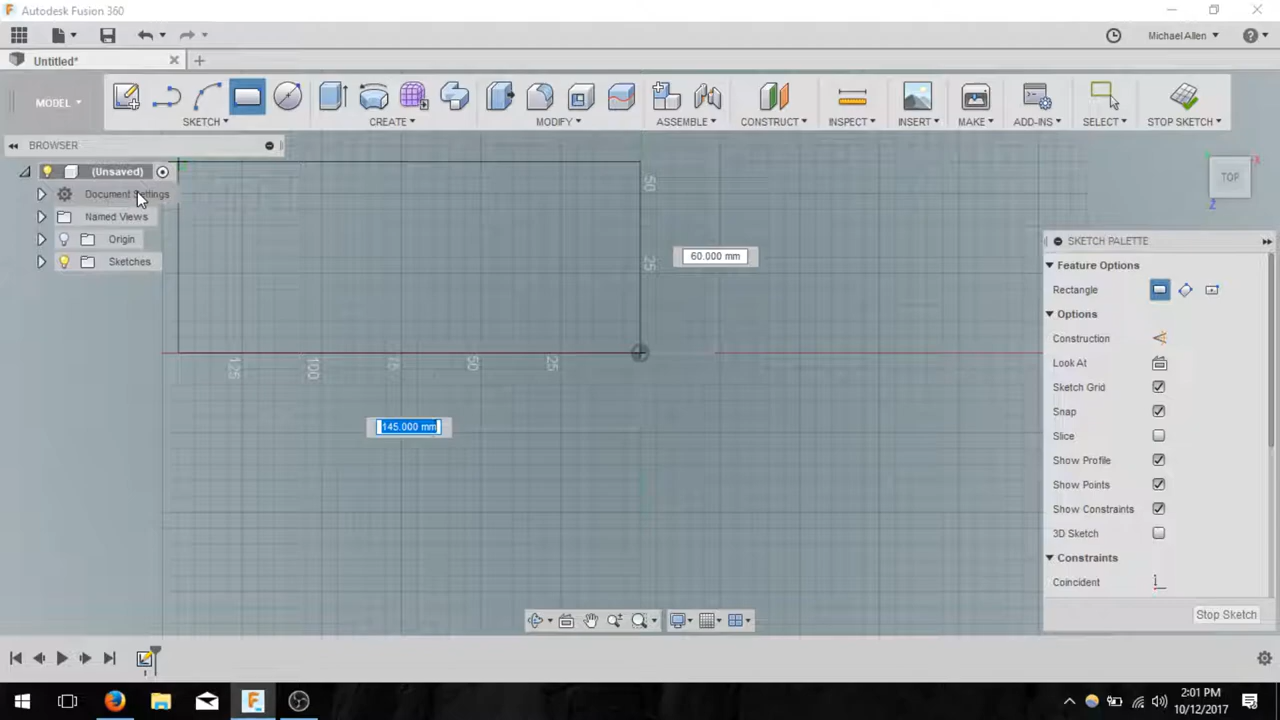 Autodesk Fusion 360
Michael Allen
Untitled*
MODEL
SKETCH
CREATE
MODIFY
ASSEMBLE
CONSTRUCT
INSPECT
INSERT
MAKE
ADD-INS
SELECT
STOP SKETCH
BROWSER
(Unsaved)
Document Settings
Named Views
Origin
Sketches
TOP
X
Z
50
25
60.000 mm
125
100
75
50
25
145.000 mm
SKETCH PALETTE
Feature Options
Rectangle
Options
Construction
Look At
Sketch Grid
Snap
Slice
Show Profile
Show Points
Show Constraints
3D Sketch
Constraints
Coincident
Stop Sketch
2:01 PM
10/12/2017